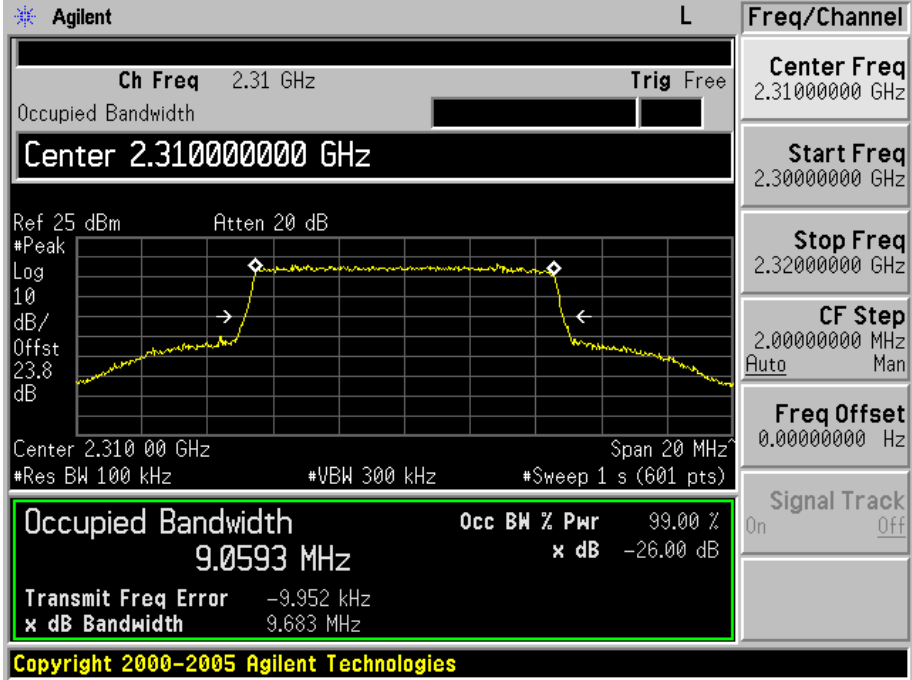 Agilent L Freq/Channel
Ch Freq 2.31 GHz Trig Free
Occupied Bandwidth
Center 2.310000000 GHz
Center Freq
2.31000000 GHz
Start Freq
2.30000000 GHz
Stop Freq
2.32000000 GHz
CF Step
2.00000000 MHz
Auto Man
Freq Offset
0.00000000 Hz
Signal Track
On Off
Ref 25 dBm Atten 20 dB
#Peak
Log
10
dB/
Offst
23.8
dB
Center 2.310 00 GHz Span 20 MHz^
#Res BW 100 kHz #VBW 300 kHz #Sweep 1 s (601 pts)
Occupied Bandwidth Occ BW % Pwr 99.00 %
9.0593 MHz x dB -26.00 dB
Transmit Freq Error -9.952 kHz
x dB Bandwidth 9.683 MHz
Copyright 2000-2005 Agilent Technologies